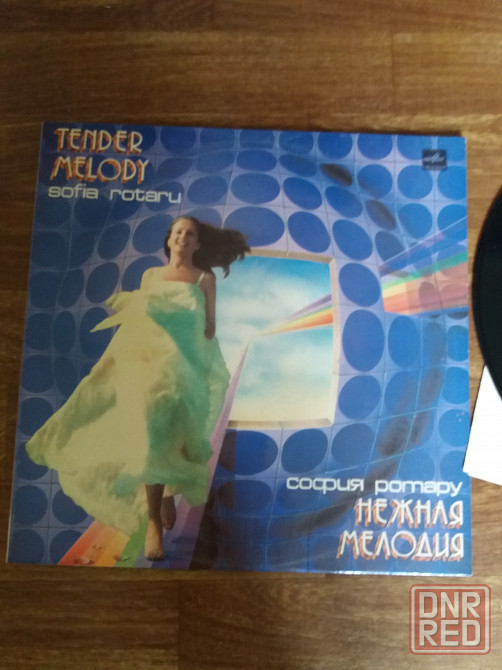 TENDER
MELODY
sofia rotaru
софия ротару
НЕЖНАЯ
МЕЛОДИЯ
DNR
RED